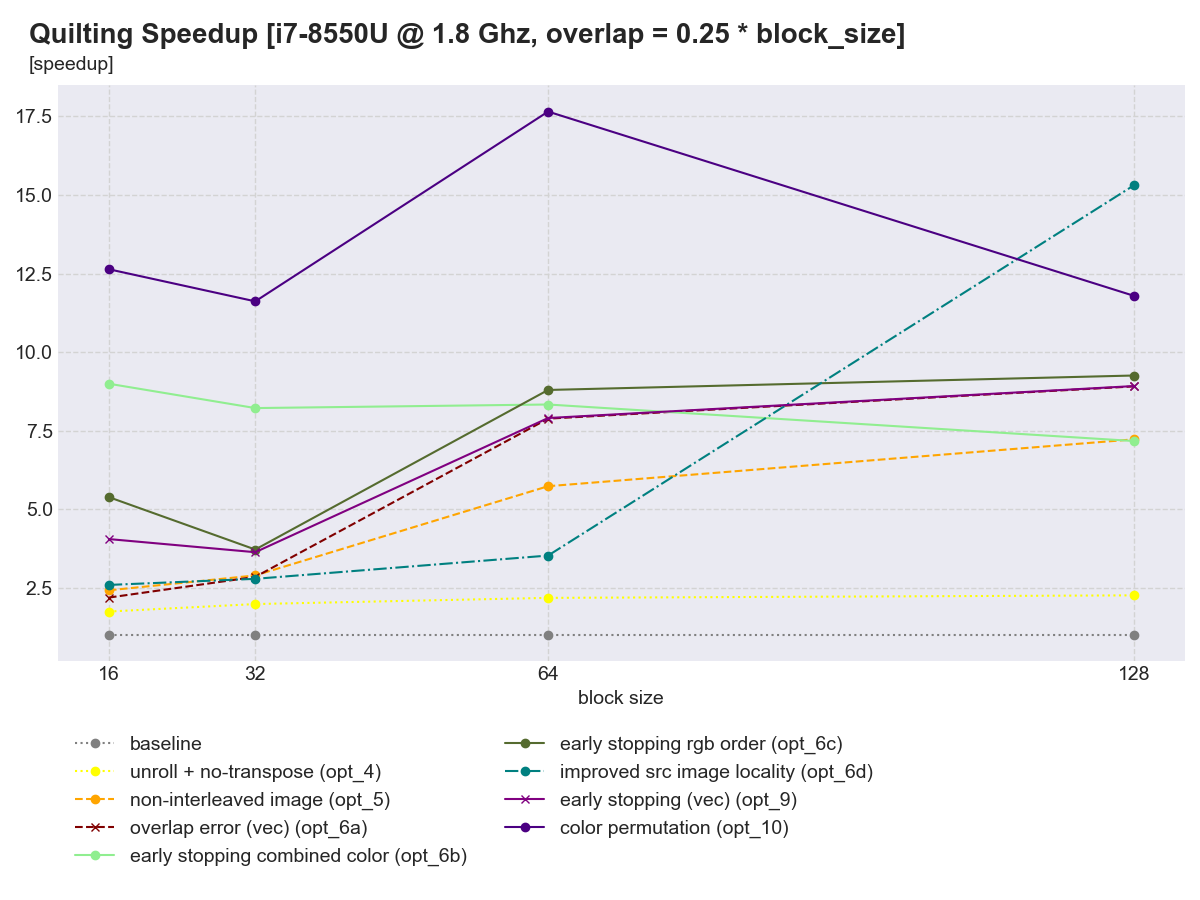 Quilting Speedup [i7-8550U @ 1.8 Ghz, overlap = 0.25 * block_size]
[speedup]
17.5
15.0
12.5
10.0
7.5
5.0
2.5
16 32 64 128
block size
baseline
unroll + no-transpose (opt_4)
non-interleaved image (opt_5)
overlap error (vec) (opt_6a)
early stopping combined color (opt_6b)
early stopping rgb order (opt_6c)
improved src image locality (opt_6d)
early stopping (vec) (opt_9)
color permutation (opt_10)